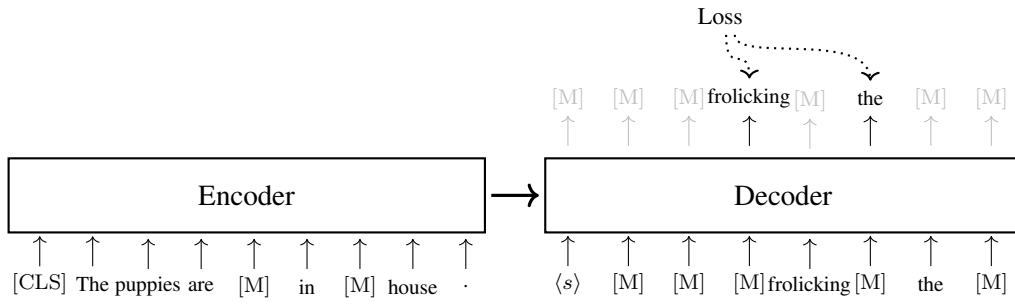 Loss
[M] [M] [M] frolicking [M] the [M] [M]
Encoder
Decoder
[CLS] The puppies are [M] in [M] house .
⟨s⟩ [M] [M] [M] frolicking [M] the [M]